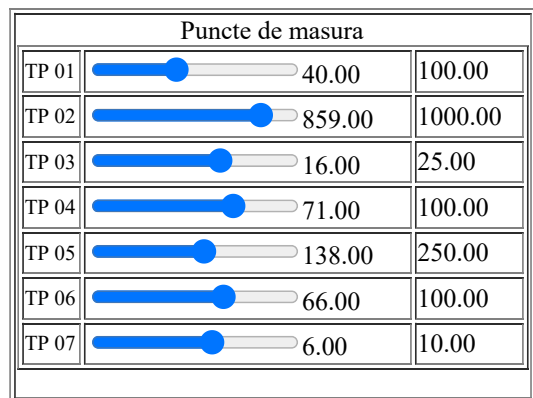 Puncte de masura
TP 01 40.00 100.00
TP 02 859.00 1000.00
TP 03 16.00 25.00
TP 04 71.00 100.00
TP 05 138.00 250.00
TP 06 66.00 100.00
TP 07 6.00 10.00